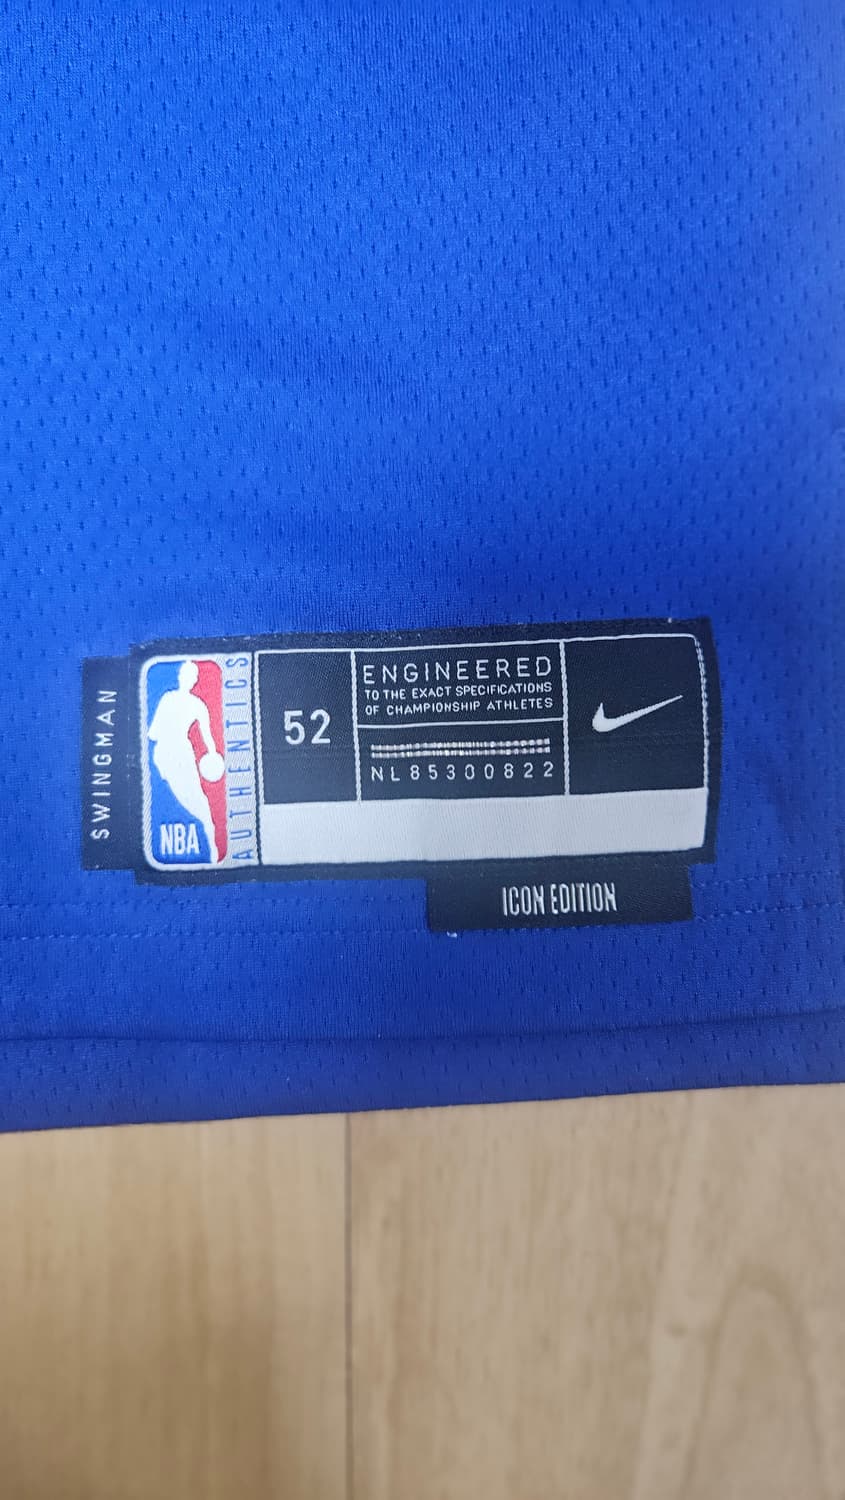 SWINGMAN
NBA
AUTHENTICS
52
ENGINEERED
TO THE EXACT SPECIFICATIONS
OF CHAMPIONSHIP ATHLETES
NL85300822
ICON EDITION